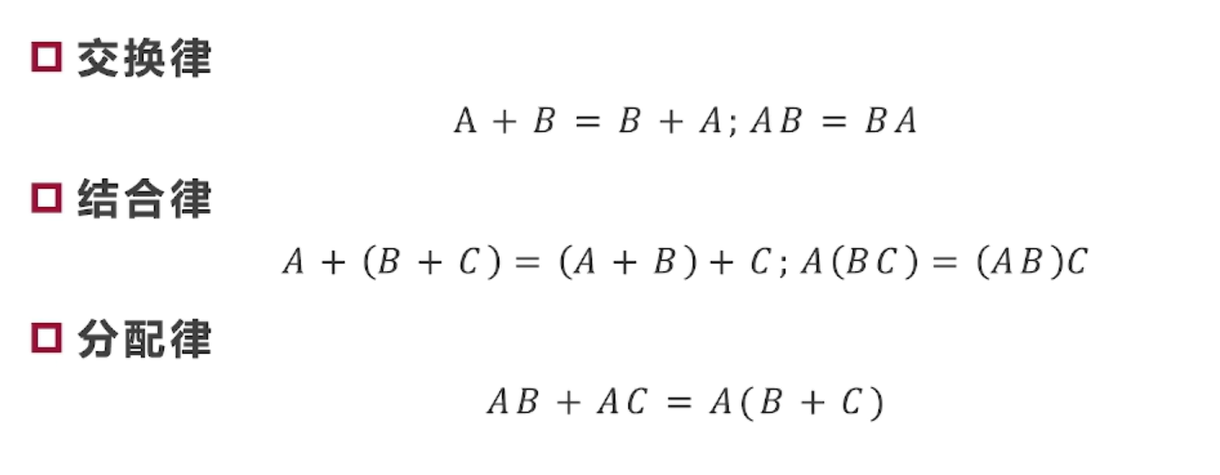 交换律
A + B = B + A; AB = BA
结合律
A + (B + C) = (A + B) + C; A(BC) = (AB)C
分配律
AB + AC = A(B + C)